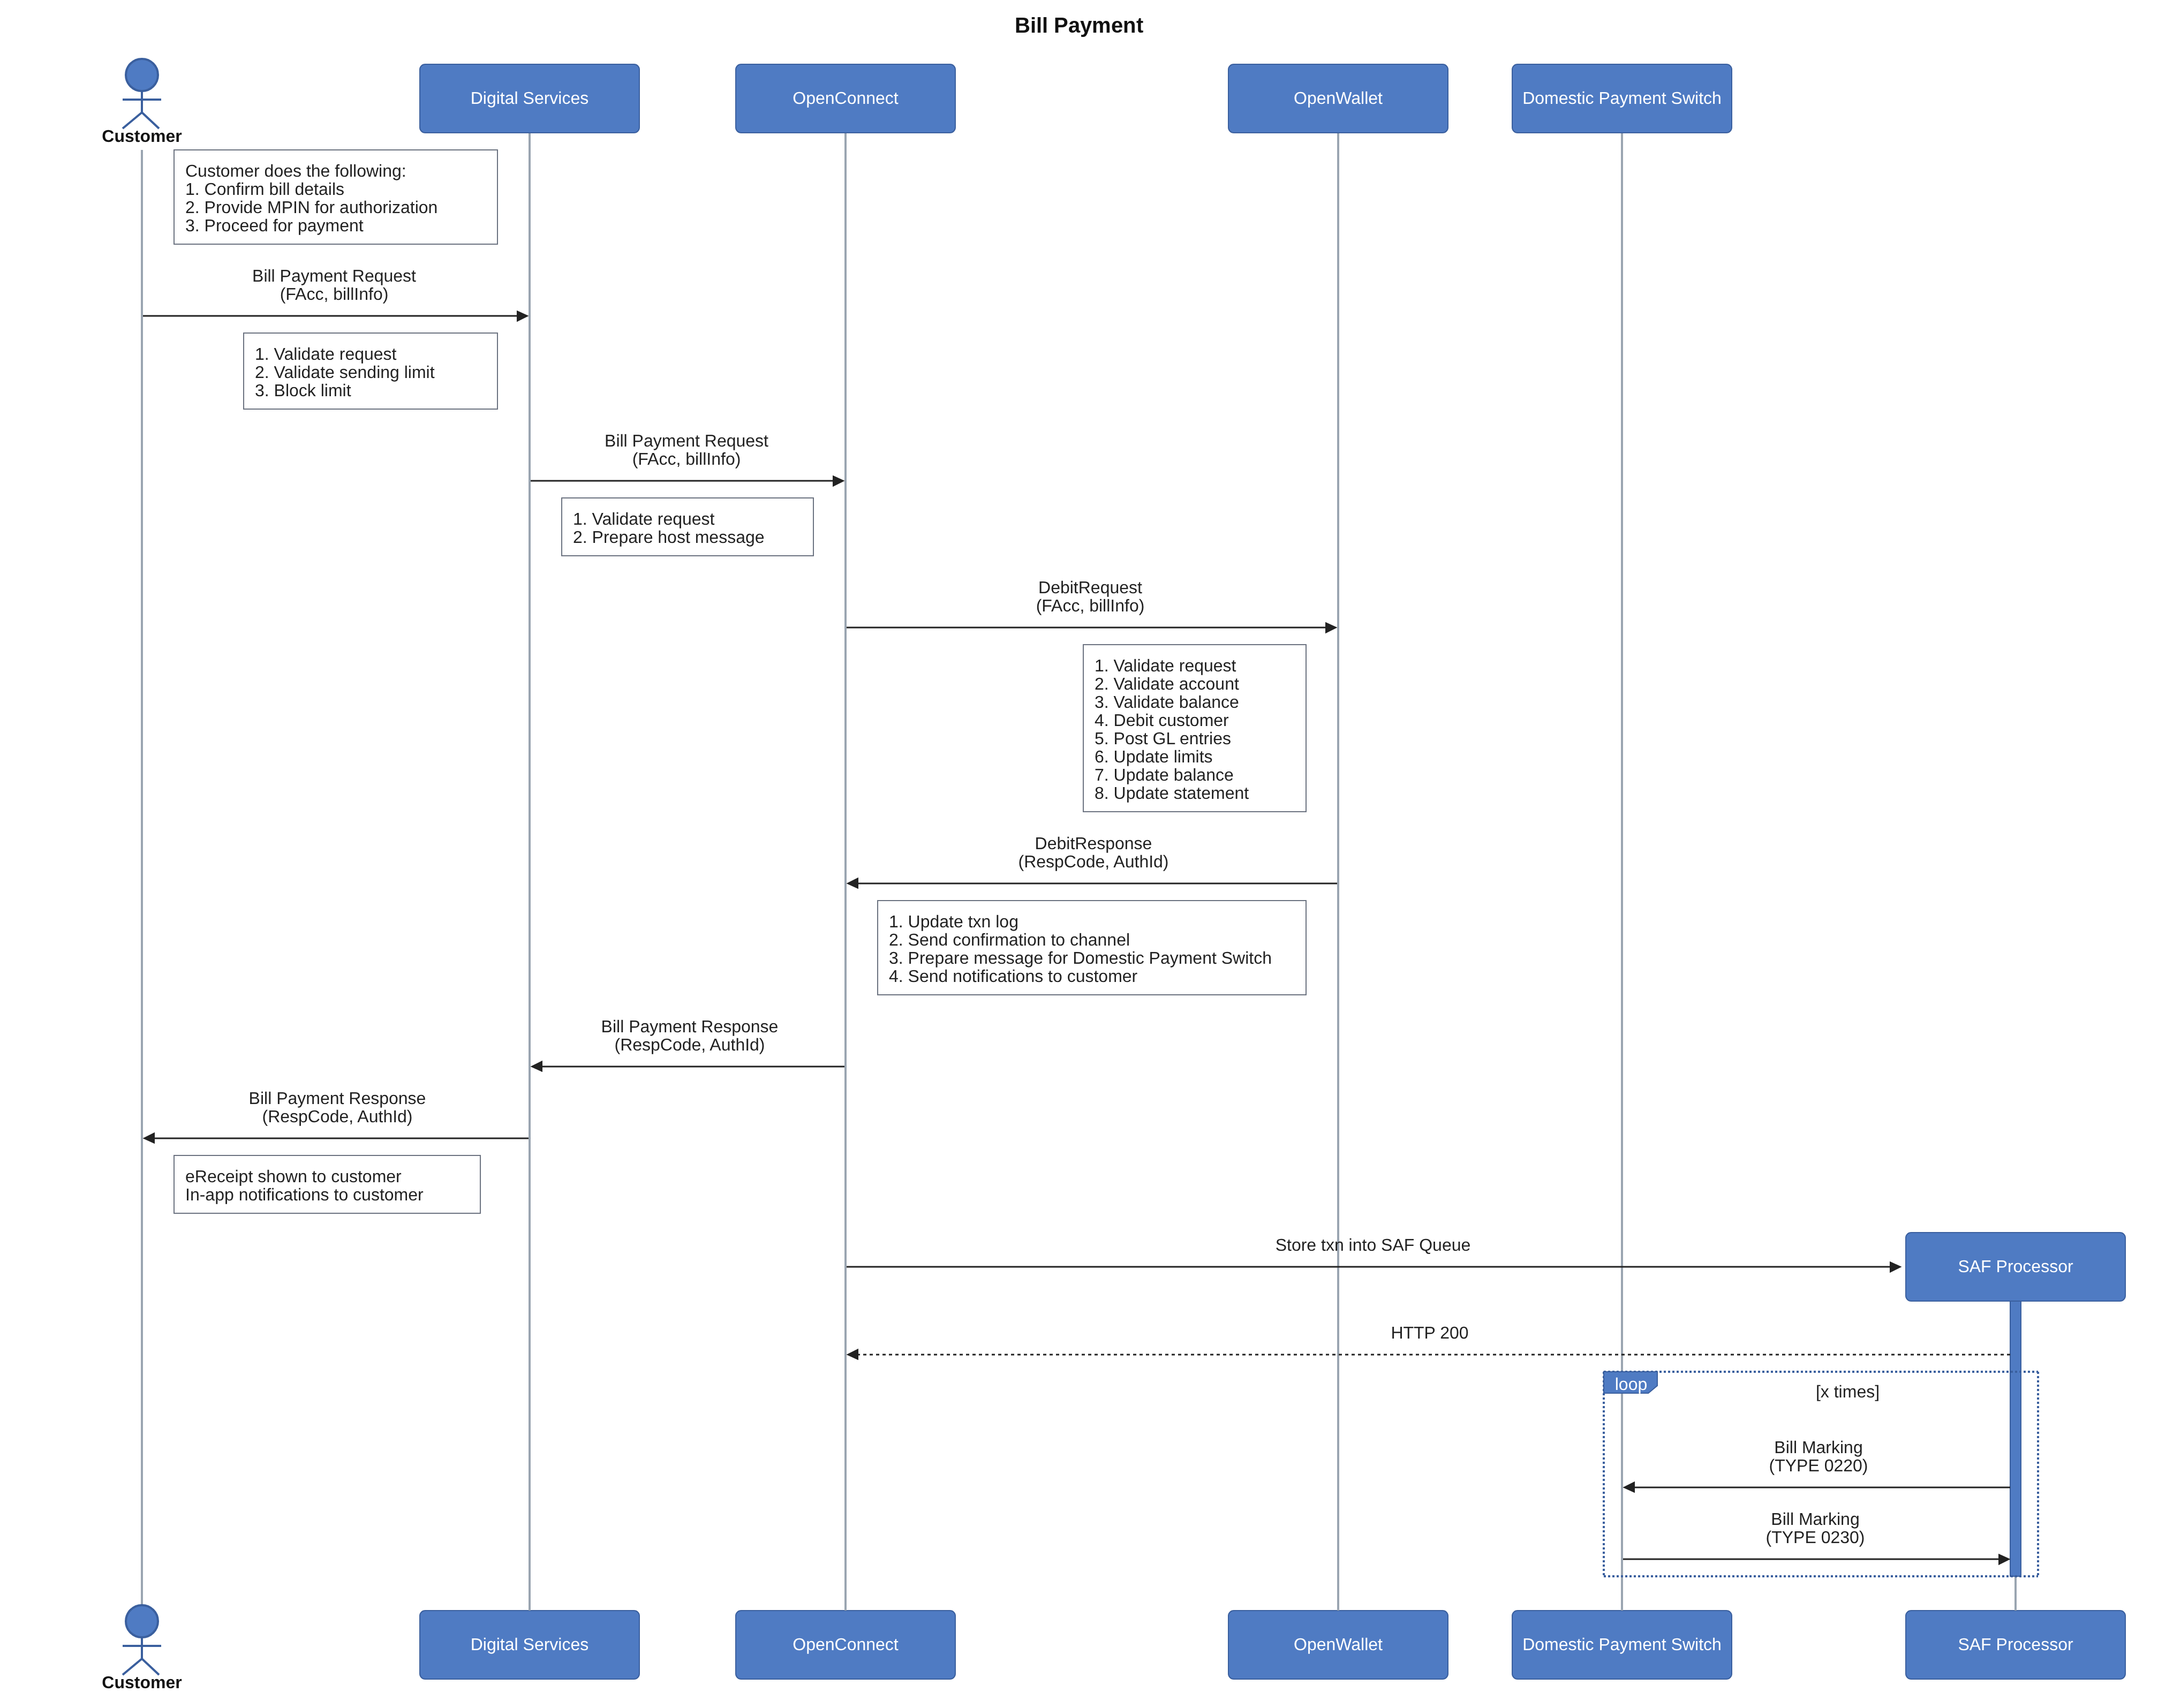 Bill Payment
Customer
Digital Services
OpenConnect
OpenWallet
Domestic Payment Switch
Customer does the following:
1. Confirm bill details
2. Provide MPIN for authorization
3. Proceed for payment
Bill Payment Request
(FAcc, billInfo)
1. Validate request
2. Validate sending limit
3. Block limit
Bill Payment Request
(FAcc, billInfo)
1. Validate request
2. Prepare host message
DebitRequest
(FAcc, billInfo)
1. Validate request
2. Validate account
3. Validate balance
4. Debit customer
5. Post GL entries
6. Update limits
7. Update balance
8. Update statement
DebitResponse
(RespCode, AuthId)
1. Update txn log
2. Send confirmation to channel
3. Prepare message for Domestic Payment Switch
4. Send notifications to customer
Bill Payment Response
(RespCode, AuthId)
Bill Payment Response
(RespCode, AuthId)
eReceipt shown to customer
In-app notifications to customer
Store txn into SAF Queue
SAF Processor
HTTP 200
loop
[x times]
Bill Marking
(TYPE 0220)
Bill Marking
(TYPE 0230)
Customer
Digital Services
OpenConnect
OpenWallet
Domestic Payment Switch
SAF Processor